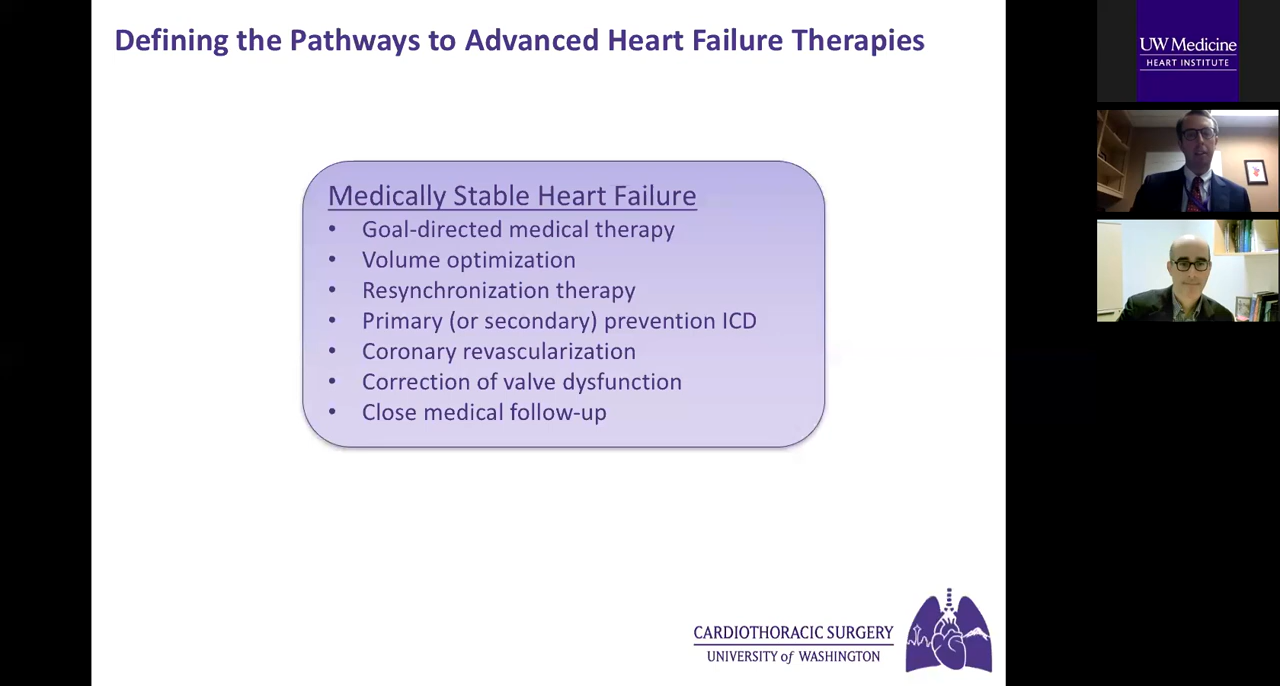 Defining the Pathways to Advanced Heart Failure Therapies
Medically Stable Heart Failure
• Goal-directed medical therapy
• Volume optimization
• Resynchronization therapy
• Primary (or secondary) prevention ICD
• Coronary revascularization
• Correction of valve dysfunction
• Close medical follow-up
CARDIOTHORACIC SURGERY
UNIVERSITY of WASHINGTON
UW Medicine
HEART INSTITUTE